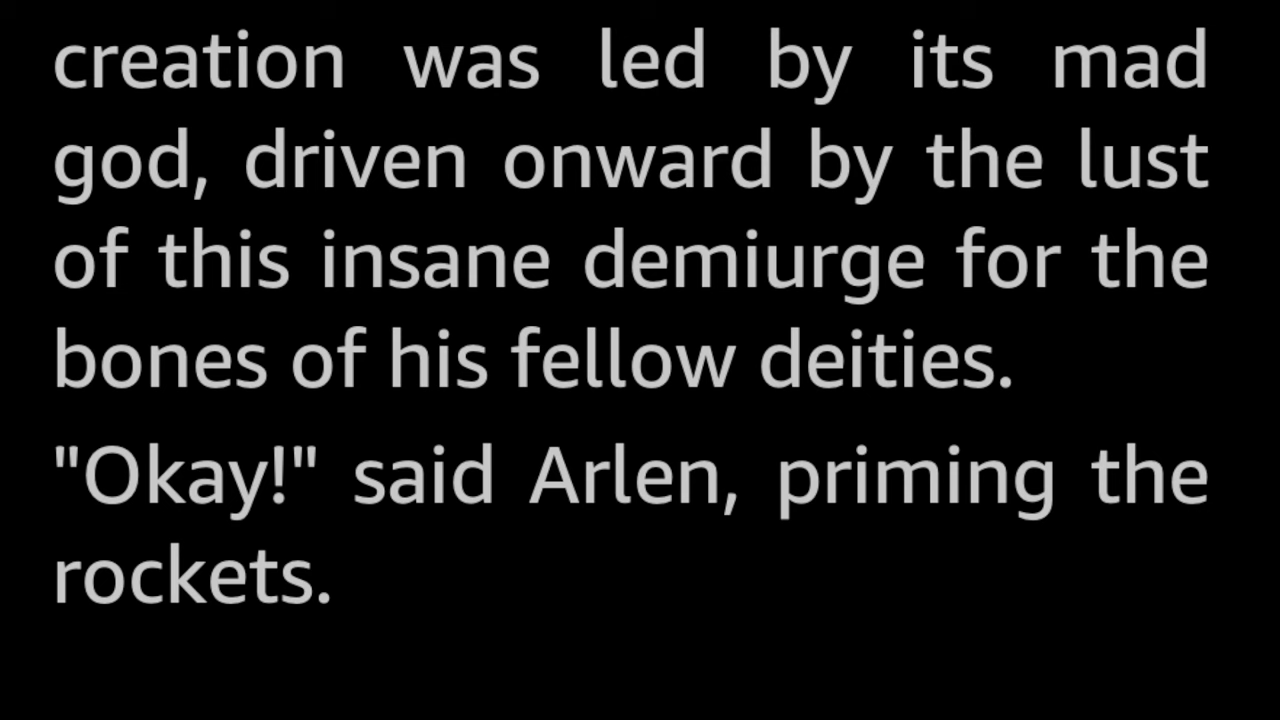 creation was led by its mad
god, driven onward by the lust
of this insane demiurge for the
bones of his fellow deities.
"Okay!" said Arlen, priming the
rockets.